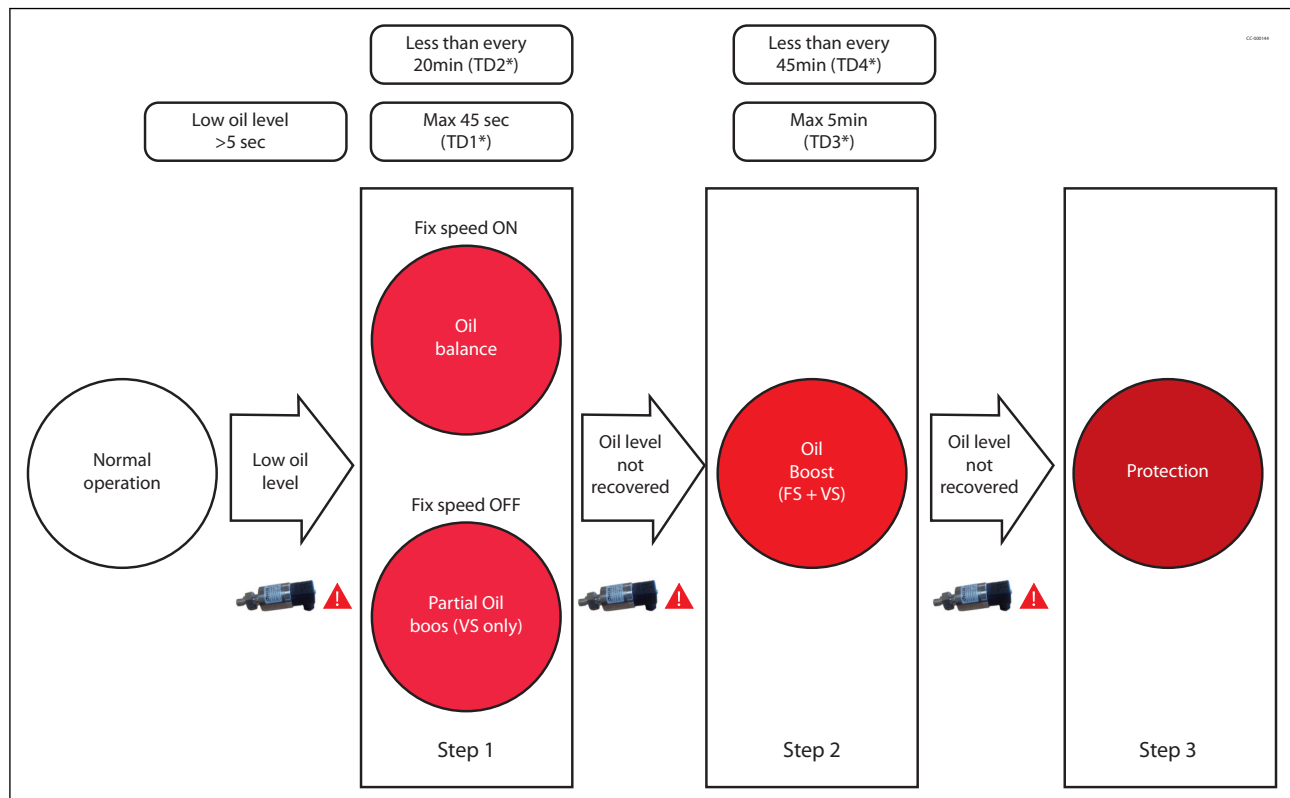 Less than every
20min (TD2*)
Less than every
45min (TD4*)
CC-000144
Low oil level
>5 sec
Max 45 sec
(TD1*)
Max 5min
(TD3*)
Fix speed ON
Oil
balance
Normal
operation
Low oil
level
Oil level
not
recovered
Oil
Boost
(FS + VS)
Oil level
not
recovered
Protection
Fix speed OFF
Partial Oil
boos (VS only)
Step 1
Step 2
Step 3